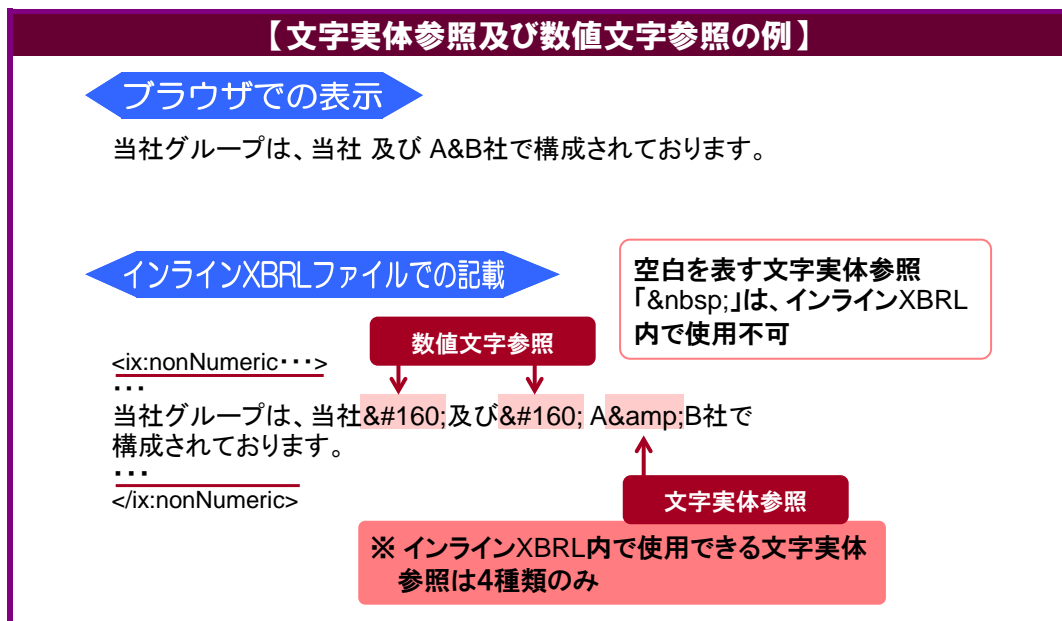 【文字実体参照及び数値文字参照の例】
ブラウザでの表示
当社グループは、当社 及び A&B社で構成されております。
インラインXBRLファイルでの記載
空白を表す文字実体参照
「&nbsp;」は、インラインXBRL
内で使用不可
数値文字参照
<ix:nonNumeric･･･>
･･･
当社グループは、当社&#160;及び&#160; A&amp;B社で
構成されております。
･･･
</ix:nonNumeric>
文字実体参照
※ インラインXBRL内で使用できる文字実体
参照は4種類のみ